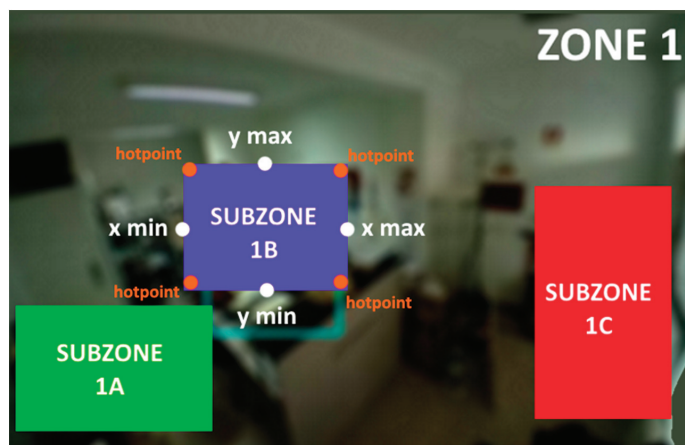 ZONE 1
y max
hotpoint
hotpoint
x min
SUBZONE
1B
x max
hotpoint
hotpoint
y min
SUBZONE
1A
SUBZONE
1C